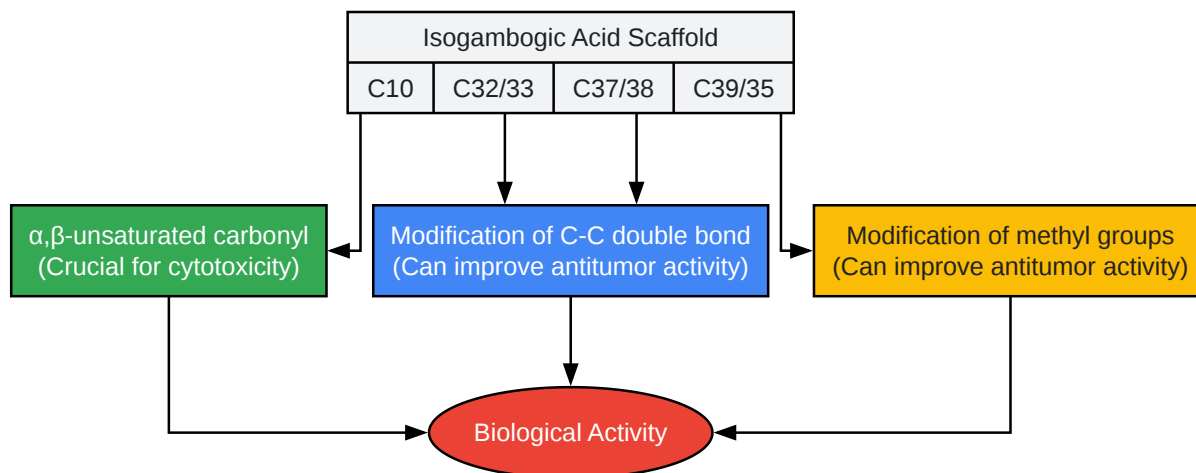 Isogambogic Acid Scaffold
C10 C32/33 C37/38 C39/35
α,β-unsaturated carbonyl
(Crucial for cytotoxicity)
Modification of C-C double bond
(Can improve antitumor activity)
Modification of methyl groups
(Can improve antitumor activity)
Biological Activity